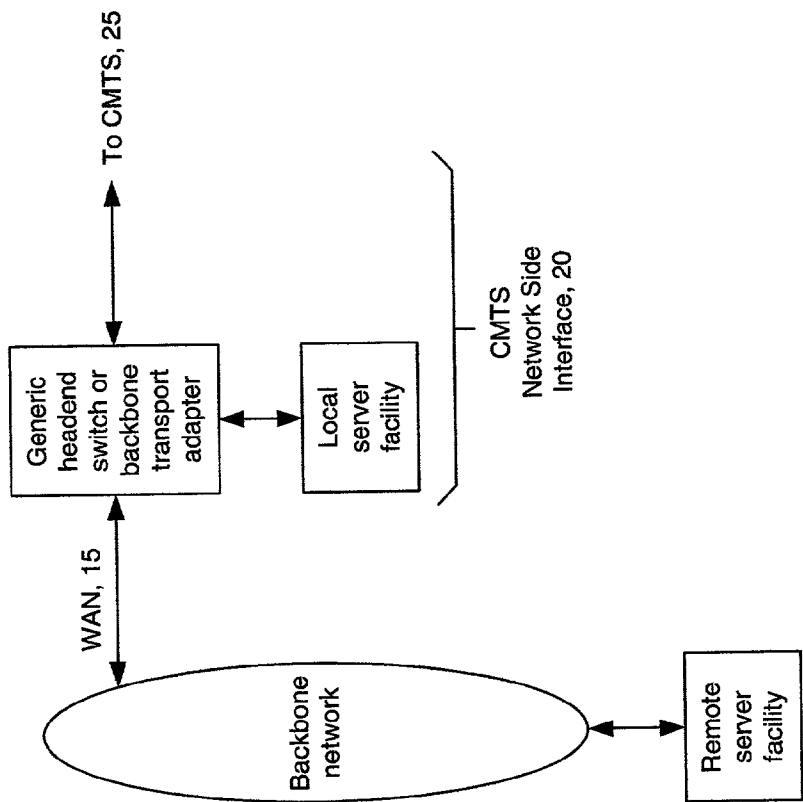 Backbone
network
Remote
server
facility
WAN, 15
Generic
headend
switch or
backbone
transport
adapter
Local
server
facility
CMTS
Network Side
Interface, 20
To CMTS, 25